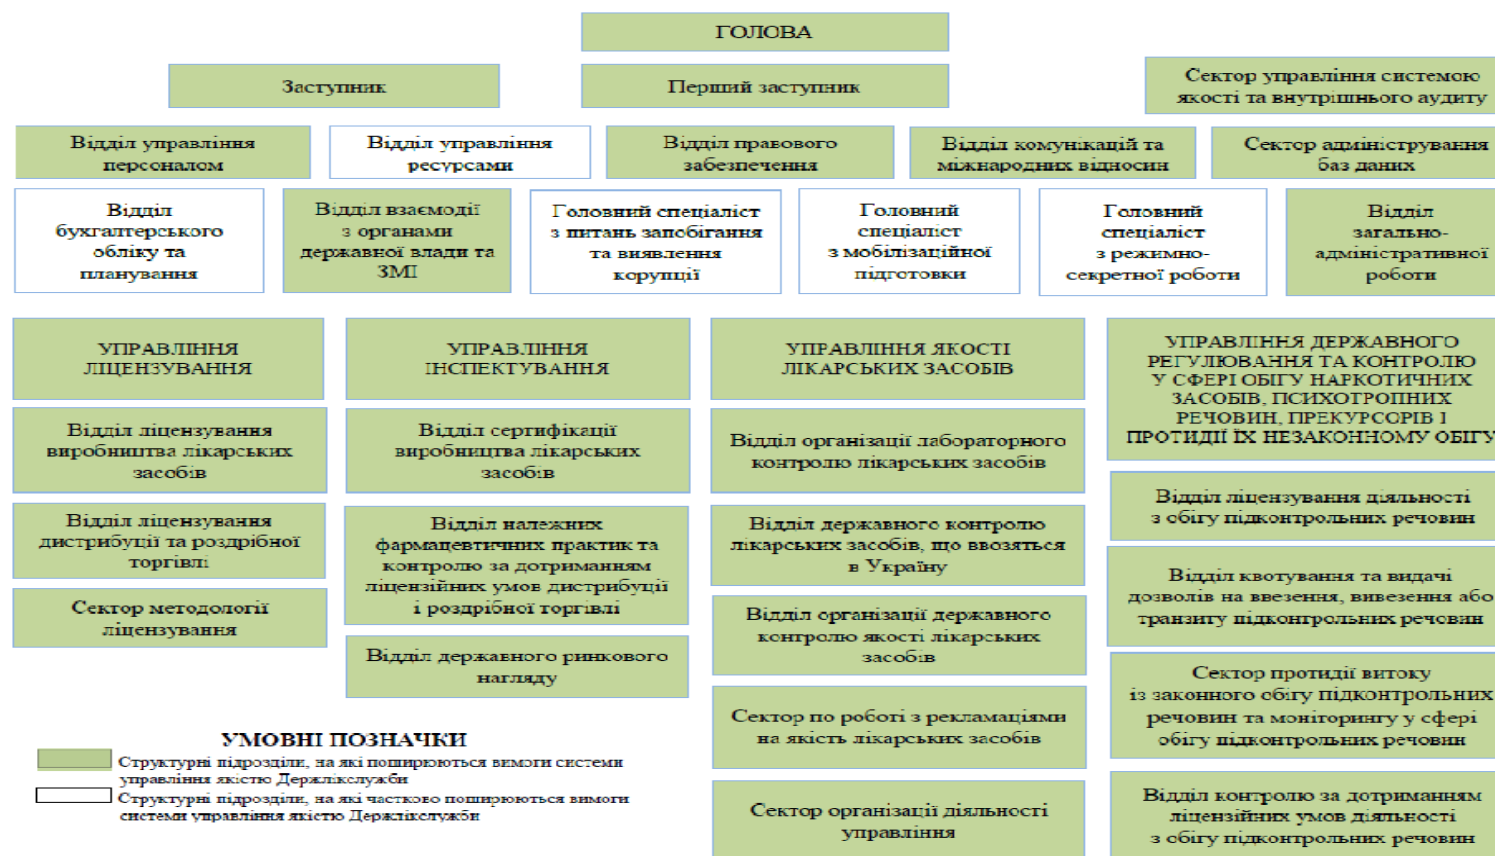 ГОЛОВА
Заступник
Перший заступник
Сектор управління системою
якості та внутрішнього аудиту
Відділ управління
персоналом
Відділ управління
ресурсами
Відділ правового
забезпечення
Відділ комунікацій та
міжнародних відносин
Сектор адміністрування
баз даних
Відділ
бухгалтерського
обліку та
планування
Відділ взаємодії
з органами
державної влади та
ЗМІ
Головний спеціаліст
з питань запобігання
та виявлення
корупції
Головний
спеціаліст
з мобілізаційної
підготовки
Головний
спеціаліст
з режимно-
секретної роботи
Відділ
загально-
адміністративної
роботи
УПРАВЛІННЯ
ЛІЦЕНЗУВАННЯ
Відділ ліцензування
виробництва лікарських
засобів
Відділ ліцензування
дистрибуції та роздрібної
торгівлі
Сектор методології
ліцензування
УПРАВЛІННЯ
ІНСПЕКТУВАННЯ
Відділ сертифікації
виробництва лікарських
засобів
Відділ належних
фармацевтичних практик та
контролю за дотриманням
ліцензійних умов дистрибуції
і роздрібної торгівлі
Відділ державного ринкового
нагляду
УПРАВЛІННЯ ЯКОСТІ
ЛІКАРСЬКИХ ЗАСОБІВ
Відділ організації лабораторного
контролю лікарських засобів
Відділ державного контролю
лікарських засобів, що ввозяться
в Україну
Відділ організації державного
контролю якості лікарських
засобів
Сектор по роботі з рекламаціями
на якість лікарських засобів
Сектор організації діяльності
управління
УПРАВЛІННЯ ДЕРЖАВНОГО
РЕГУЛЮВАННЯ ТА КОНТРОЛЮ
У СФЕРІ ОБІГУ НАРКОТИЧНИХ
ЗАСОБІВ, ПСИХОТРОПНИХ
РЕЧОВИН, ПРЕКУРСОРІВ І
ПРОТИДІЇ ЇХ НЕЗАКОННОМУ ОБІГУ
Відділ ліцензування діяльності
з обігу підконтрольних речовин
Відділ квотування та видачі
дозволів на ввезення, вивезення або
транзиту підконтрольних речовин
Сектор протидії витоку
із законного обігу підконтрольних
речовин та моніторингу у сфері
обігу підконтрольних речовин
Відділ контролю за дотриманням
ліцензійних умов діяльності
з обігу підконтрольних речовин
УМОВНІ ПОЗНАЧКИ
Структурні підрозділи, на які поширюються вимоги системи
управління якістю Держлікслужби
Структурні підрозділи, на які частково поширюються вимоги
системи управління якістю Держлікслужби